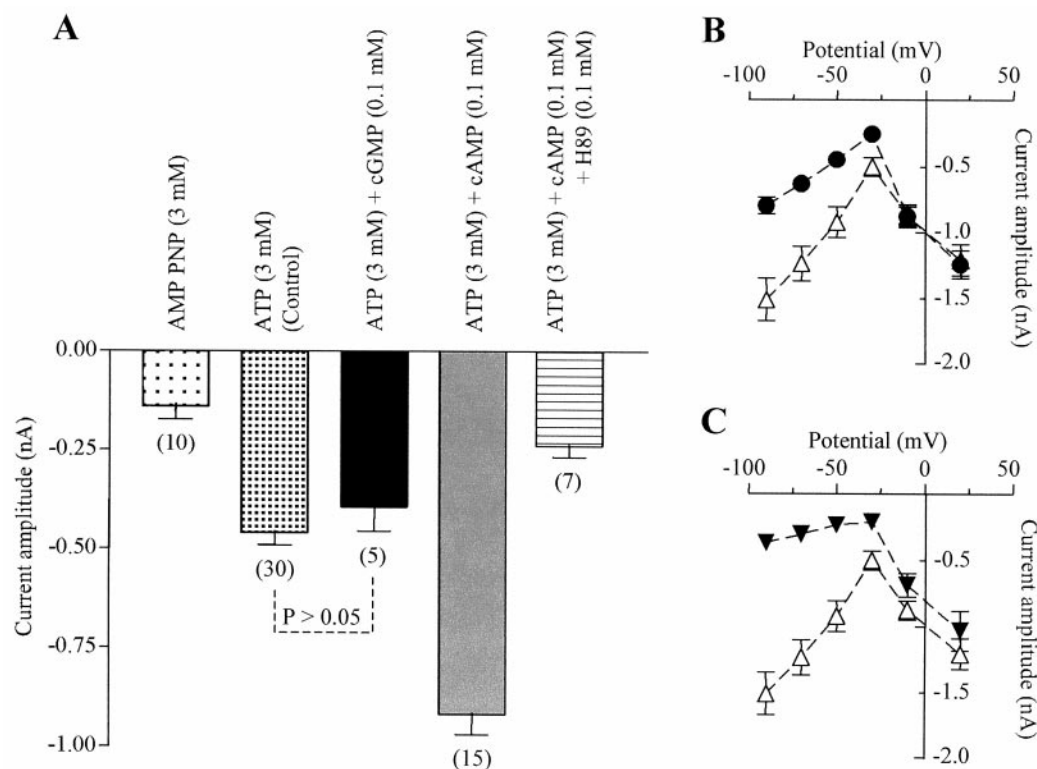 A
AMP PNP (3 mM)
ATP (3 mM)
(Control)
ATP (3 mM) + cGMP (0.1 mM)
ATP (3 mM) + cAMP (0.1 mM)
ATP (3 mM) + cAMP (0.1 mM)
+ H89 (0.1 mM)
Current amplitude (nA)
0.00
-0.25
-0.50
-0.75
-1.00
(10)
(30)
(5)
(15)
(7)
P > 0.05
B
Potential (mV)
-100
-50
0
50
-0.5
-1.0
-1.5
-2.0
Current amplitude (nA)
C
Potential (mV)
-100
-50
0
50
-0.5
-1.5
-2.0
Current amplitude (nA)